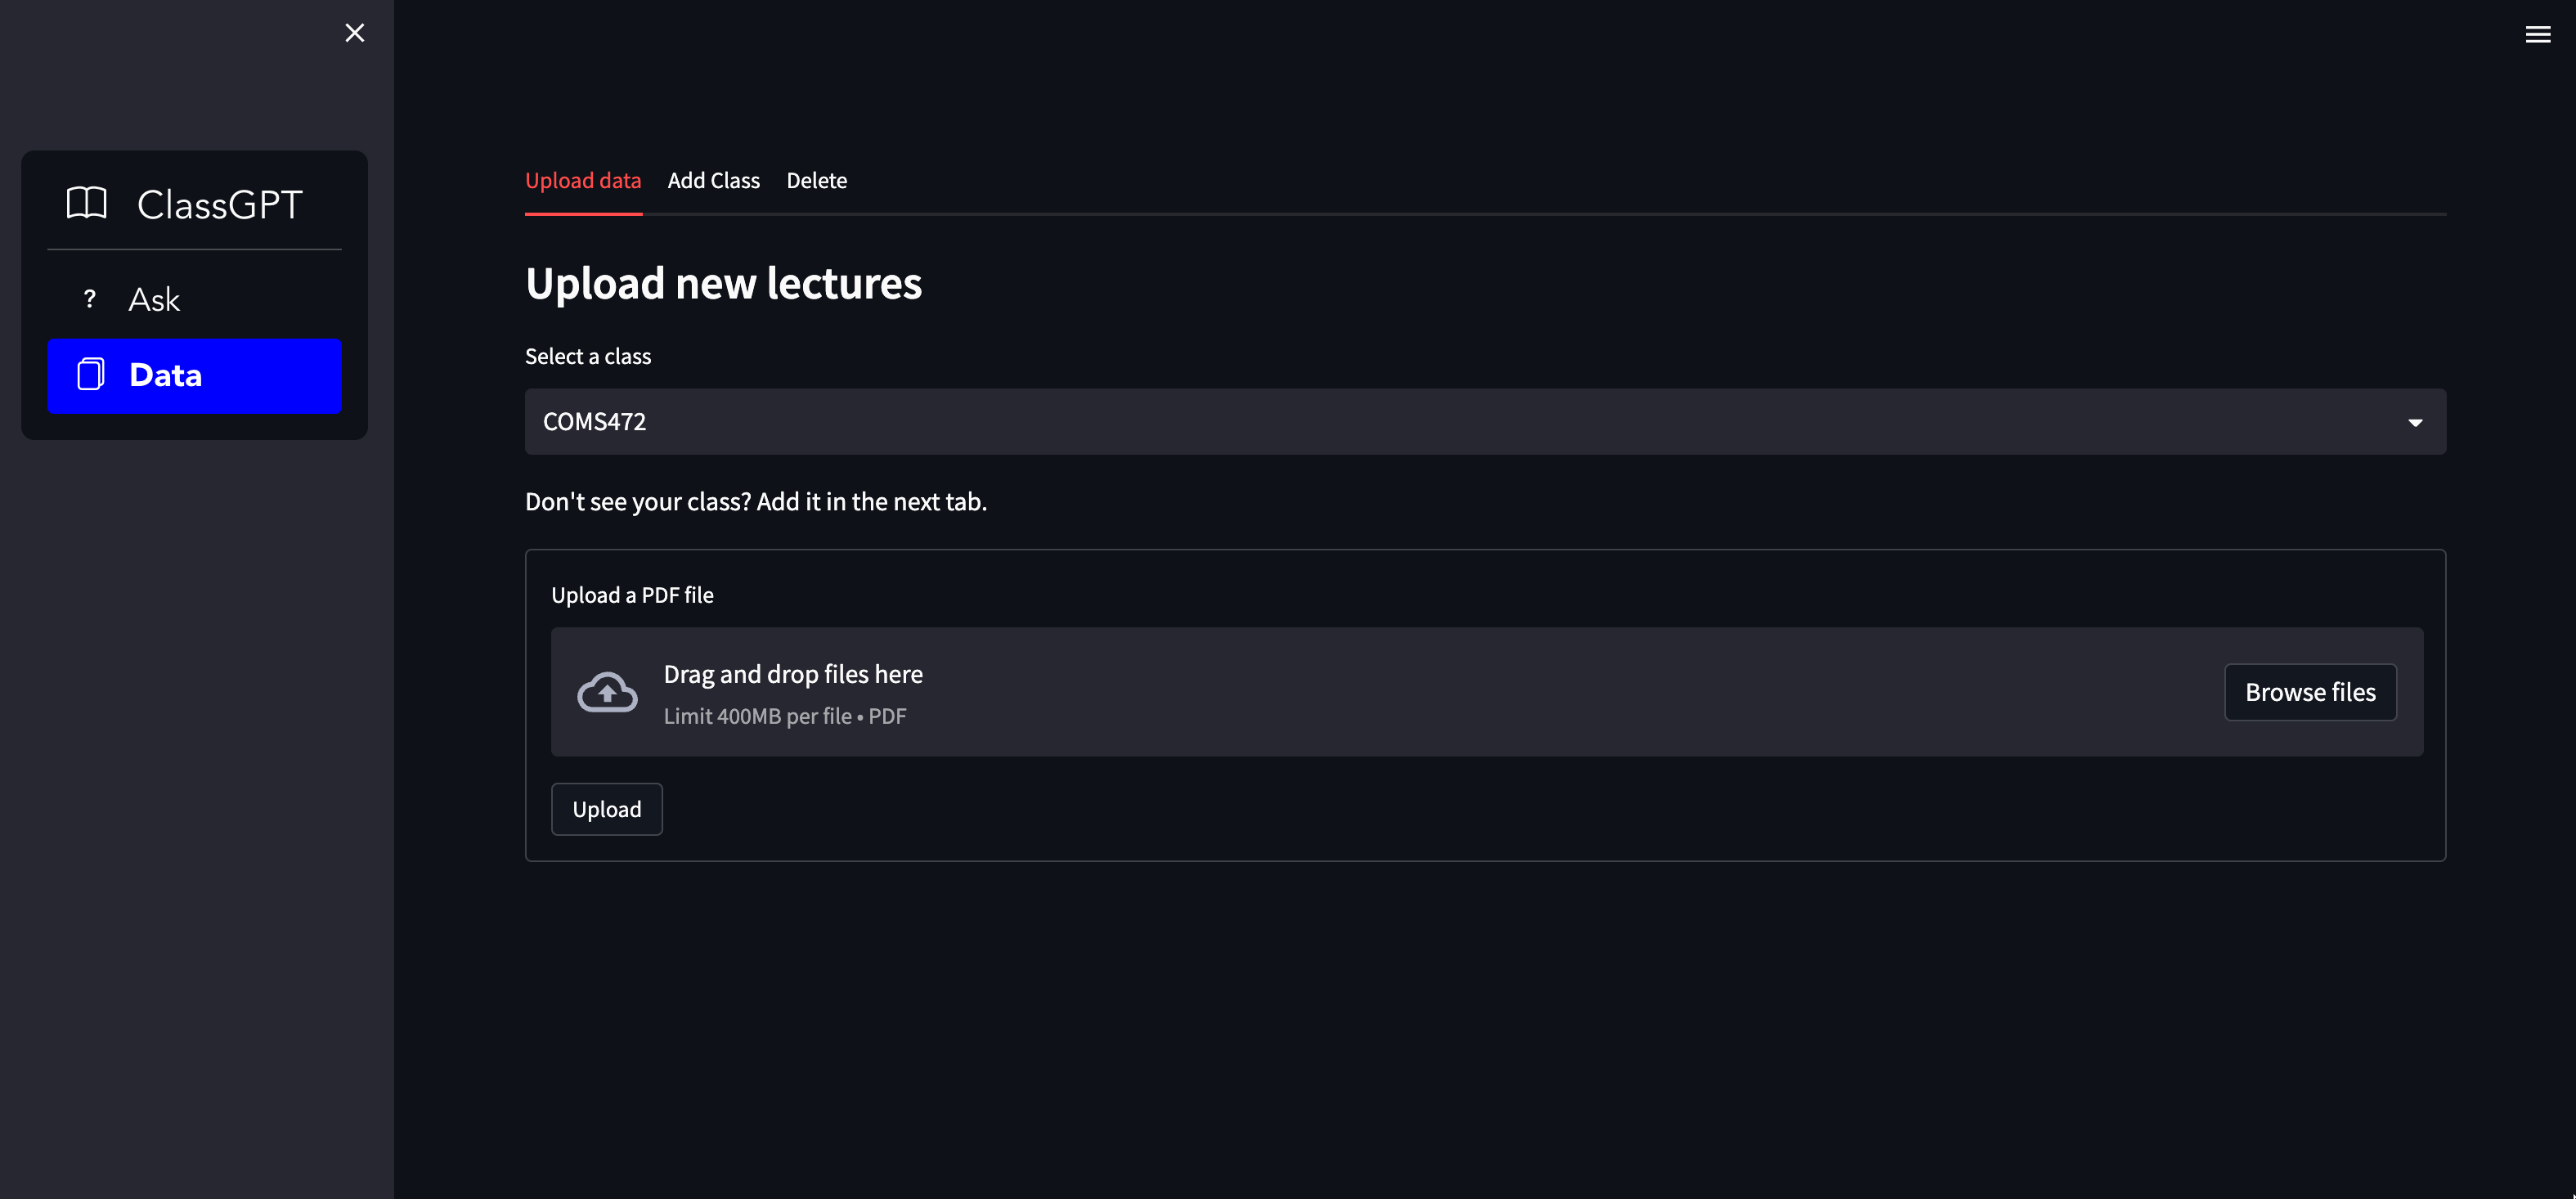 ClassGPT
? Ask
Data
Upload data Add Class Delete
Upload new lectures
Select a class
COMS472
Don't see your class? Add it in the next tab.
Upload a PDF file
Drag and drop files here
Limit 400MB per file • PDF
Browse files
Upload